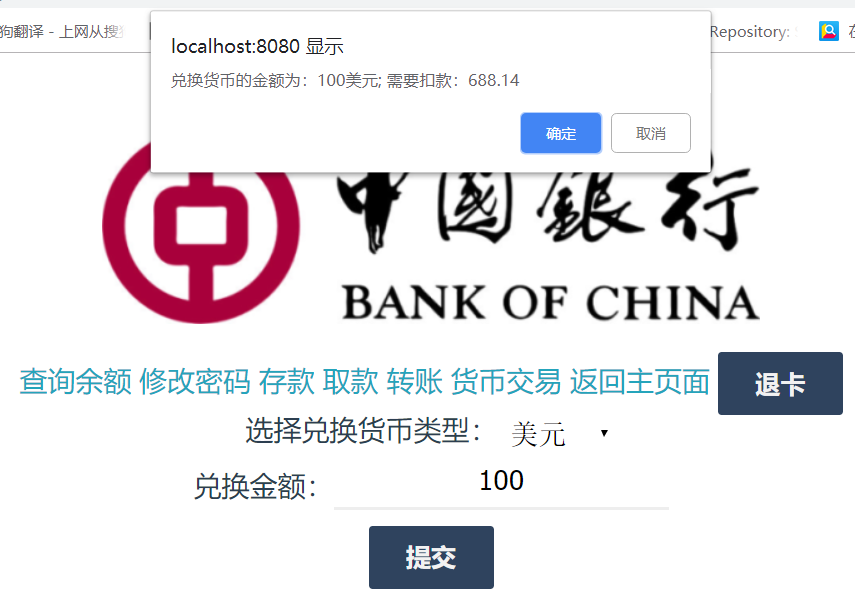 狗翻译 - 上网从搜
Repository:
localhost:8080 显示
兑换货币的金额为：100美元; 需要扣款：688.14
确定 取消
中國銀行
BANK OF CHINA
查询余额 修改密码 存款 取款 转账 货币交易 返回主页面 退卡
选择兑换货币类型： 美元
兑换金额： 100
提交